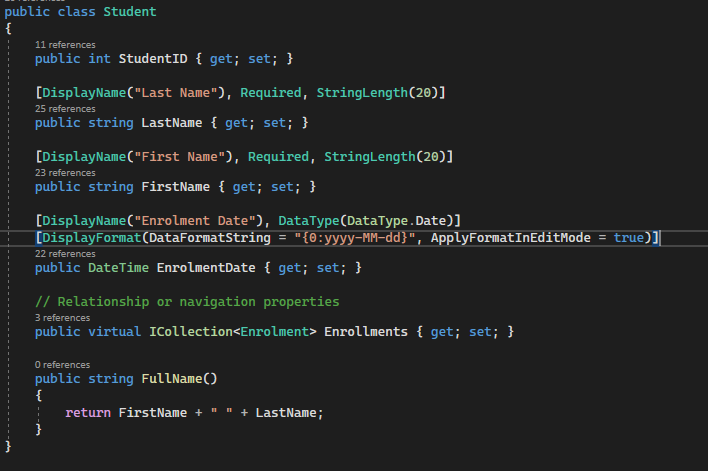 public class Student
{
11 references
public int StudentID { get; set; }
[DisplayName("Last Name"), Required, StringLength(20)]
25 references
public string LastName { get; set; }
[DisplayName("First Name"), Required, StringLength(20)]
23 references
public string FirstName { get; set; }
[DisplayName("Enrolment Date"), DataType(DataType.Date)]
[DisplayFormat(DataFormatString = "{0:yyyy-MM-dd}", ApplyFormatInEditMode = true)]
22 references
public DateTime EnrolmentDate { get; set; }
// Relationship or navigation properties
3 references
public virtual ICollection<Enrolment> Enrollments { get; set; }
0 references
public string FullName()
{
return FirstName + " " + LastName;
}
}